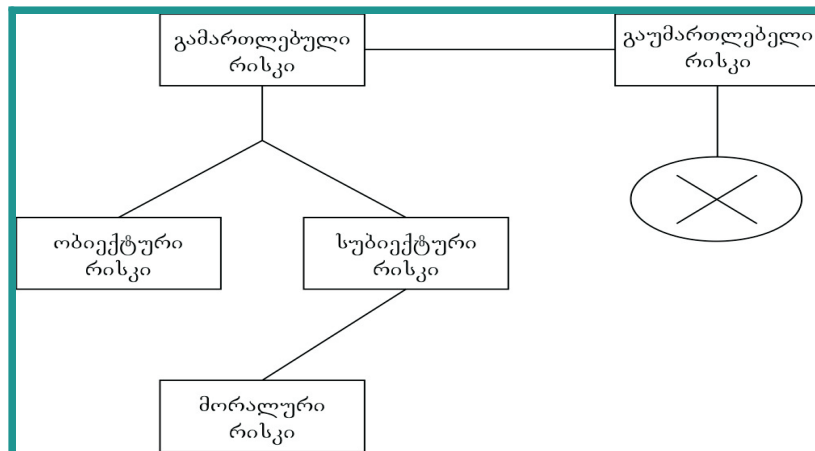 გამართლებული
რისკი
გაუმართლებელი
რისკი
ობიექტური
რისკი
სუბიექტური
რისკი
მორალური
რისკი